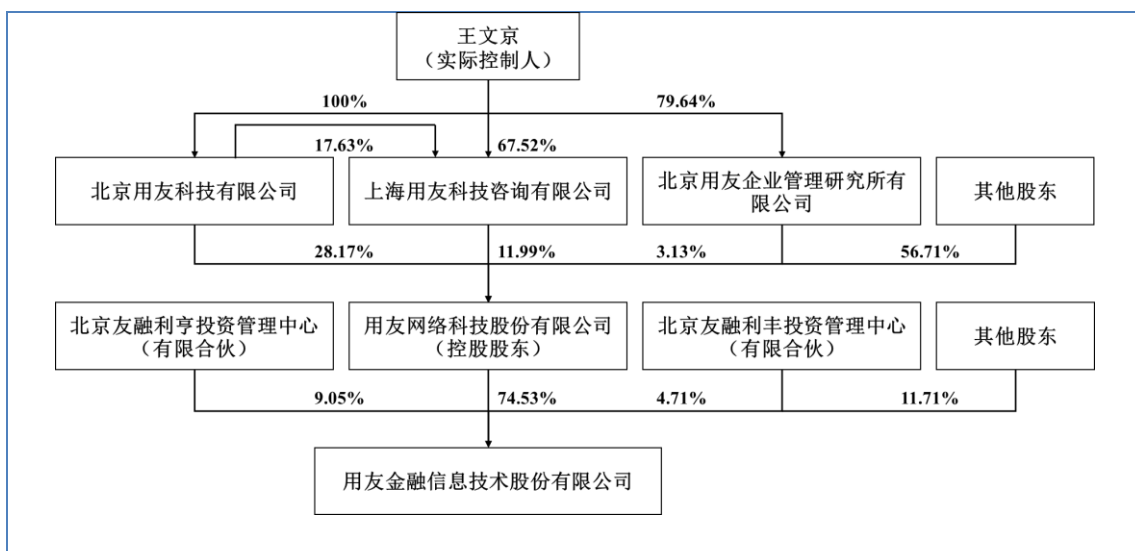 王文京
（实际控制人）
100%
79.64%
17.63%
67.52%
北京用友科技有限公司
上海用友科技咨询有限公司
北京用友企业管理研究所有
限公司
其他股东
28.17%
11.99%
3.13%
56.71%
北京友融利亨投资管理中心
（有限合伙）
用友网络科技股份有限公司
（控股股东）
北京友融利丰投资管理中心
（有限合伙）
其他股东
9.05%
74.53%
4.71%
11.71%
用友金融信息技术股份有限公司